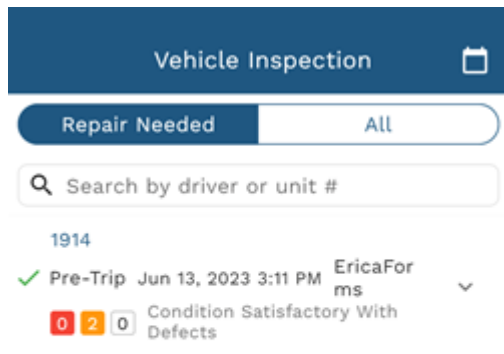 Vehicle Inspection
Repair Needed All
Search by driver or unit #
1914
Pre-Trip Jun 13, 2023 3:11 PM EricaFor
ms
0 2 0 Condition Satisfactory With
Defects